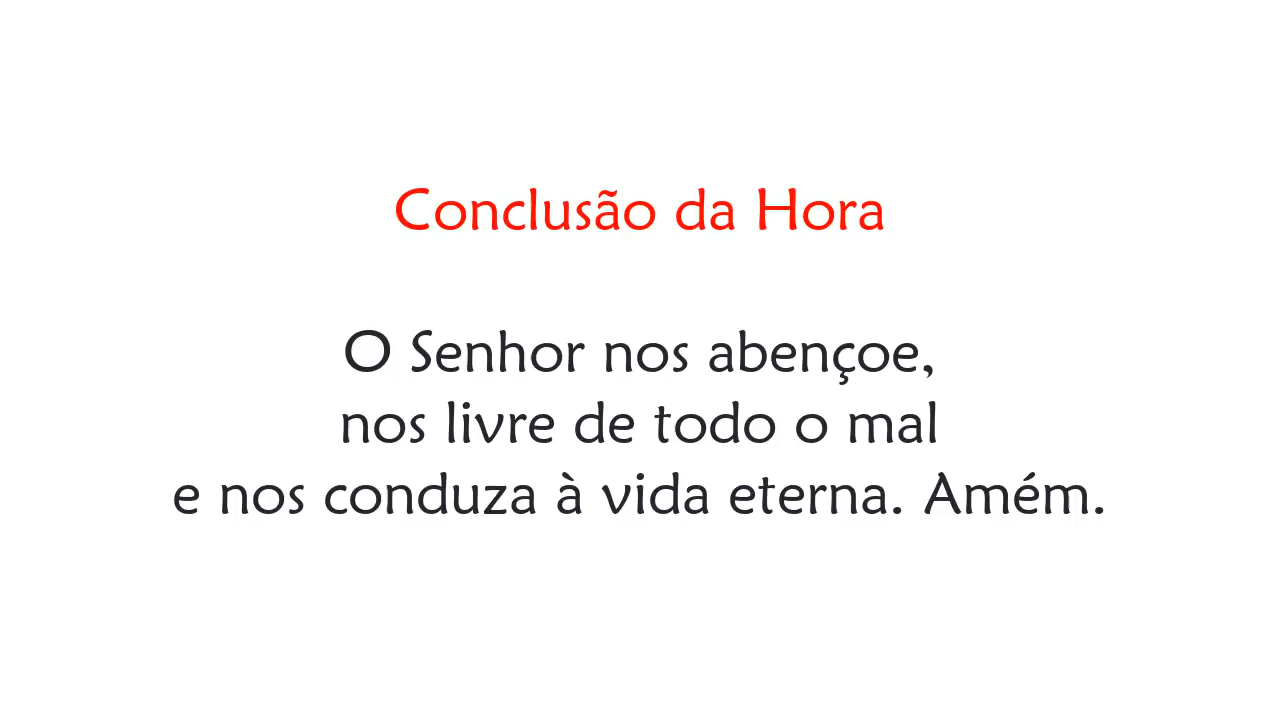 Conclusão da Hora
O Senhor nos abençoe,
nos livre de todo o mal
e nos conduza à vida eterna. Amém.